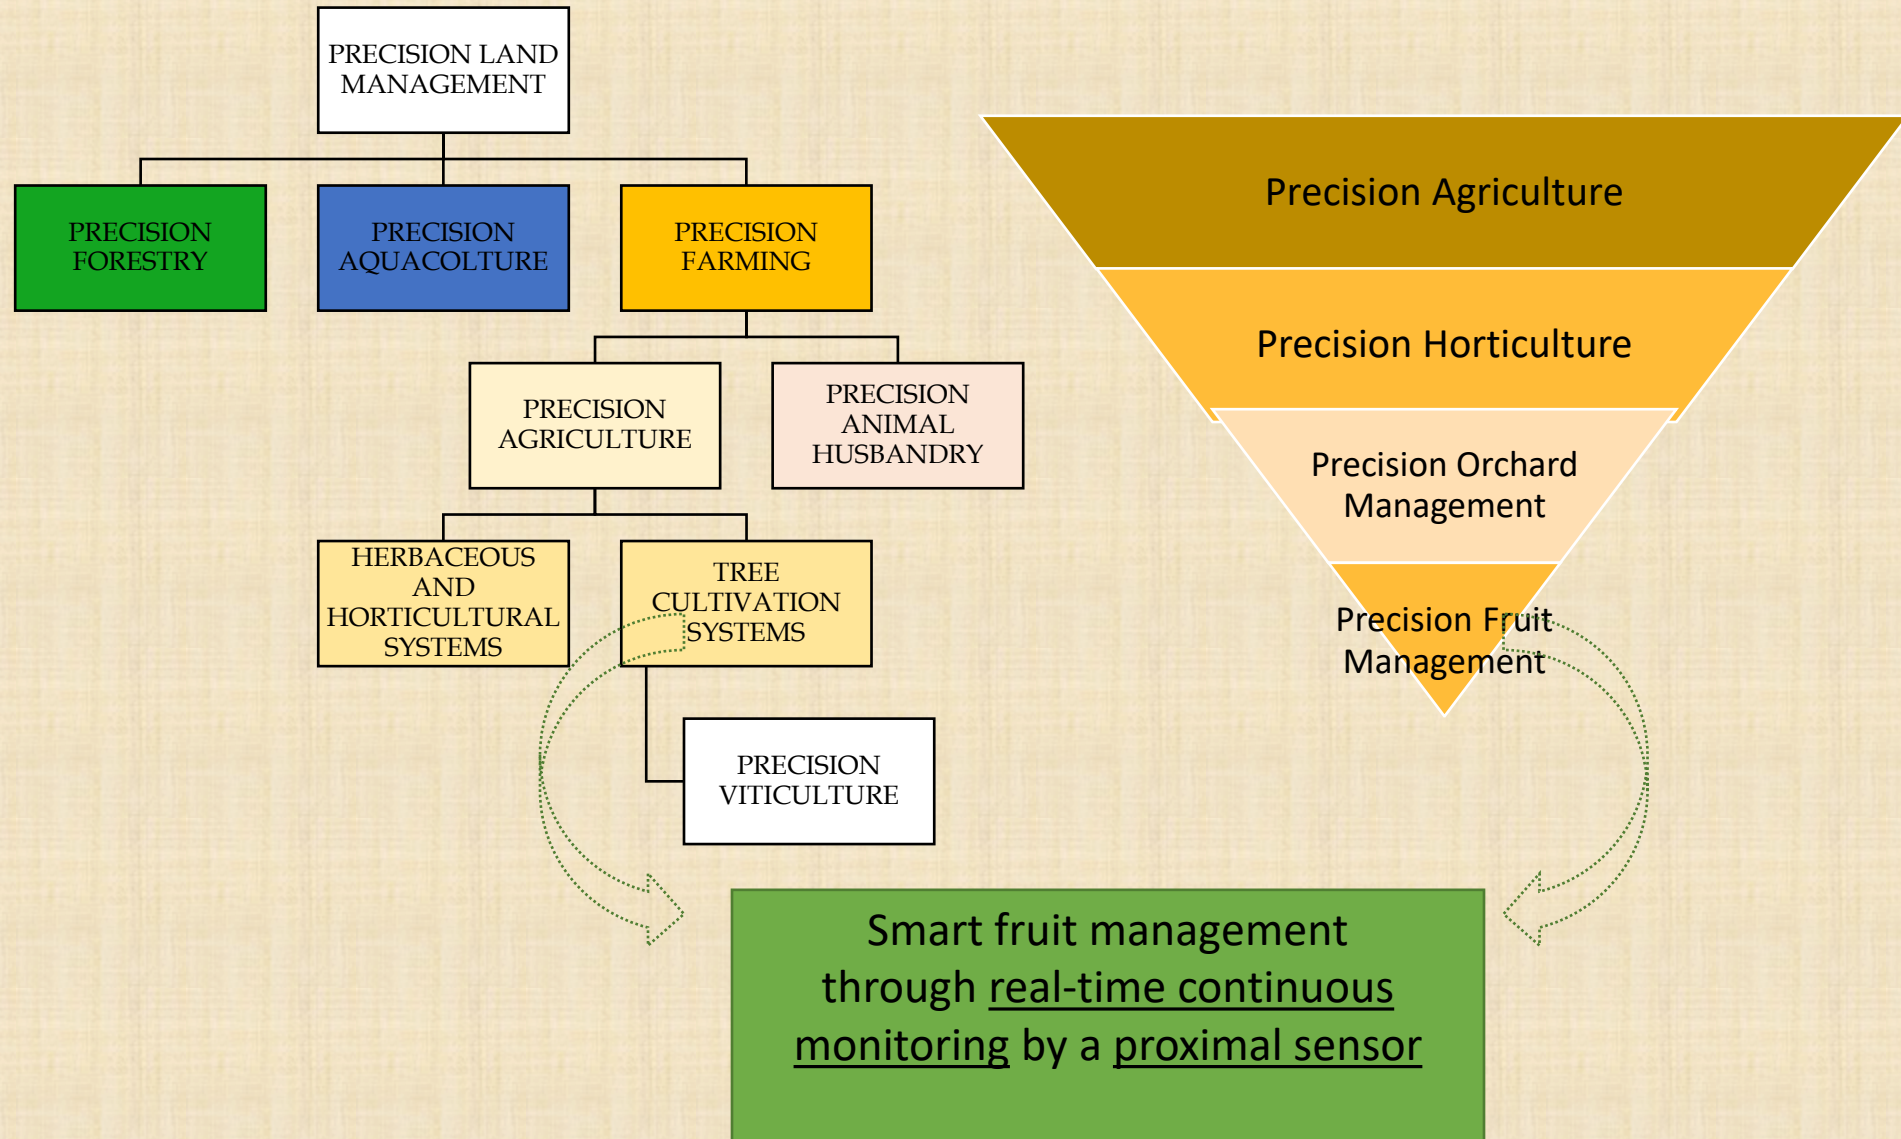 PRECISION LAND
MANAGEMENT
PRECISION
FORESTRY
PRECISION
AQUACOLTURE
PRECISION
FARMING
PRECISION
AGRICULTURE
PRECISION
ANIMAL
HUSBANDRY
HERBACEOUS
AND
HORTICULTURAL
SYSTEMS
TREE
CULTIVATION
SYSTEMS
PRECISION
VITICULTURE
Precision Agriculture
Precision Horticulture
Precision Orchard
Management
Precision Fruit
Management
Smart fruit management
through real-time continuous
monitoring by a proximal sensor